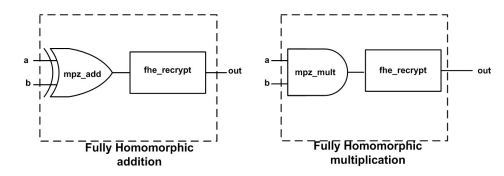 a
b
mpz_add
fhe_recrypt
out
Fully Homomorphic
addition
a
b
mpz_mult
fhe_recrypt
out
Fully Homomorphic
multiplication